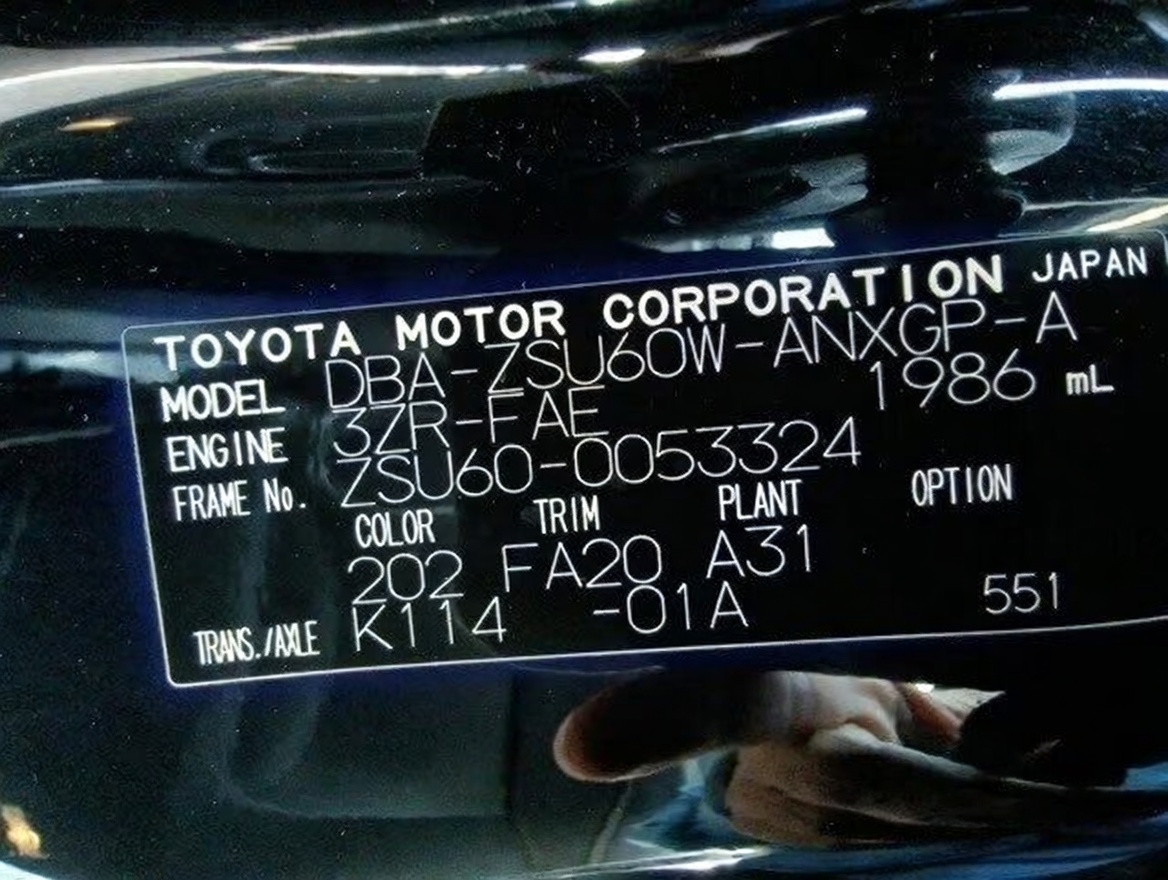 TOYOTA MOTOR CORPORATION JAPAN
MODEL DBA-ZSU60W-ANXGP-A
ENGINE 3ZR-FAE 1986 mL
FRAME No. ZSU60-0053324
COLOR TRIM PLANT OPTION
202 FA20 A31
TRANS./AXLE K114 -01A 551